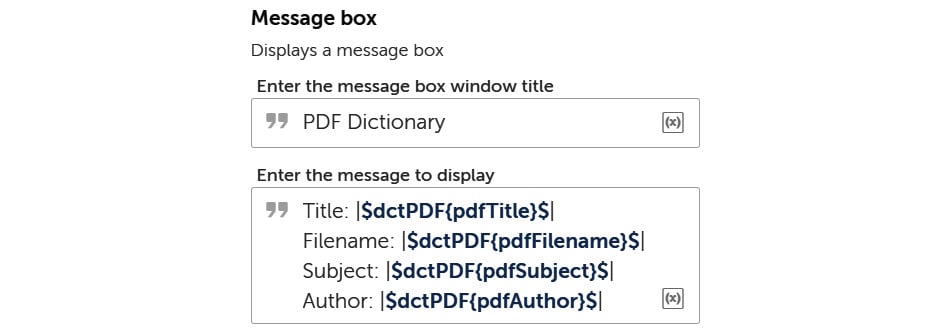 Message box
Displays a message box
Enter the message box window title
PDF Dictionary
(x)
Enter the message to display
Title: |$dctPDF{pdfTitle}$|
Filename: |$dctPDF{pdfFilename}$|
Subject: |$dctPDF{pdfSubject}$|
Author: |$dctPDF{pdfAuthor}$|
(x)